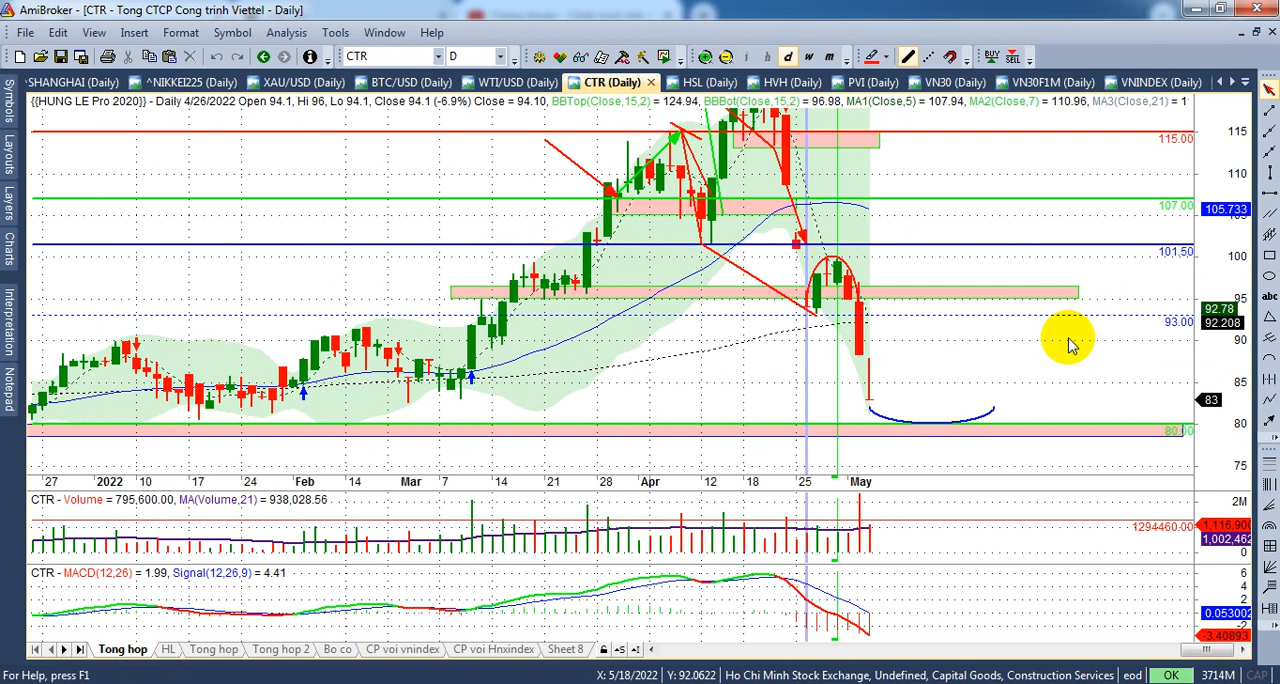 AmiBroker - [CTR - Tong CTCP Cong trinh Viettel - Daily]
File Edit View Insert Format Symbol Analysis Tools Window Help
CTR D i h d w m BUY SELL
SHANGHAI (Daily) ^NIKKEI225 (Daily) XAU/USD (Daily) BTC/USD (Daily) WTI/USD (Daily) CTR (Daily) HSL (Daily) HVH (Daily) PVI (Daily) VN30 (Daily) VN30F1M (Daily) VNINDEX (Daily)
{{HUNG LE Pro 2020}} - Daily 4/26/2022 Open 94.1, Hi 96, Lo 94.1, Close 94.1 (-6.9%) Close = 94.10, BBTop(Close,15,2) = 124.94, BBBot(Close,15,2) = 96.98, MA1(Close,5) = 107.94, MA2(Close,7) = 110.96, MA3(Close,21) = 1
Symbols
Layouts
Layers
Charts
Interpretation
Notepad
abc
115.00 115
110
107.00
105.733
101.50
100
95
92.78
93.00 92.208
90
85
83
80.00 80
75
27 2022 10 17 24 Feb 14 Mar 7 14 21 28 Apr 12 18 25 May
CTR - Volume = 795,600.00, MA(Volume,21) = 938,028.56
2M
1294460.00 1,116,900
1,002,462
0
CTR - MACD(12,26) = 1.99, Signal(12,26,9) = 4.41
6
4
2
0.053002
-2
-3.40893
Tong hop HL Tong hop Tong hop 2 Bo co CP voi vnindex CP voi Hnxindex Sheet 8
For Help, press F1 X: 5/18/2022 Y: 92.0622 Ho Chi Minh Stock Exchange, Undefined, Capital Goods, Construction Services eod OK 3714M CAP